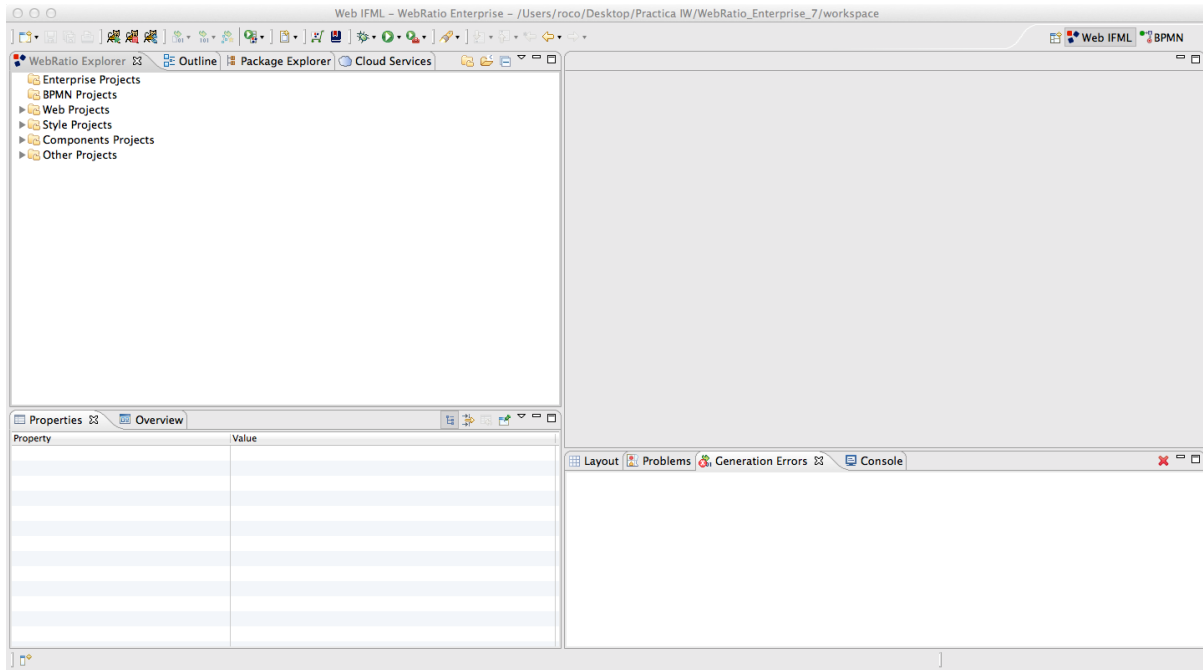 Web IFML – WebRatio Enterprise – /Users/roco/Desktop/Practica IW/WebRatio_Enterprise_7/workspace
Web IFML BPMN
WebRatio Explorer Outline Package Explorer Cloud Services
Enterprise Projects
BPMN Projects
Web Projects
Style Projects
Components Projects
Other Projects
Properties Overview
Property Value
Layout Problems Generation Errors Console